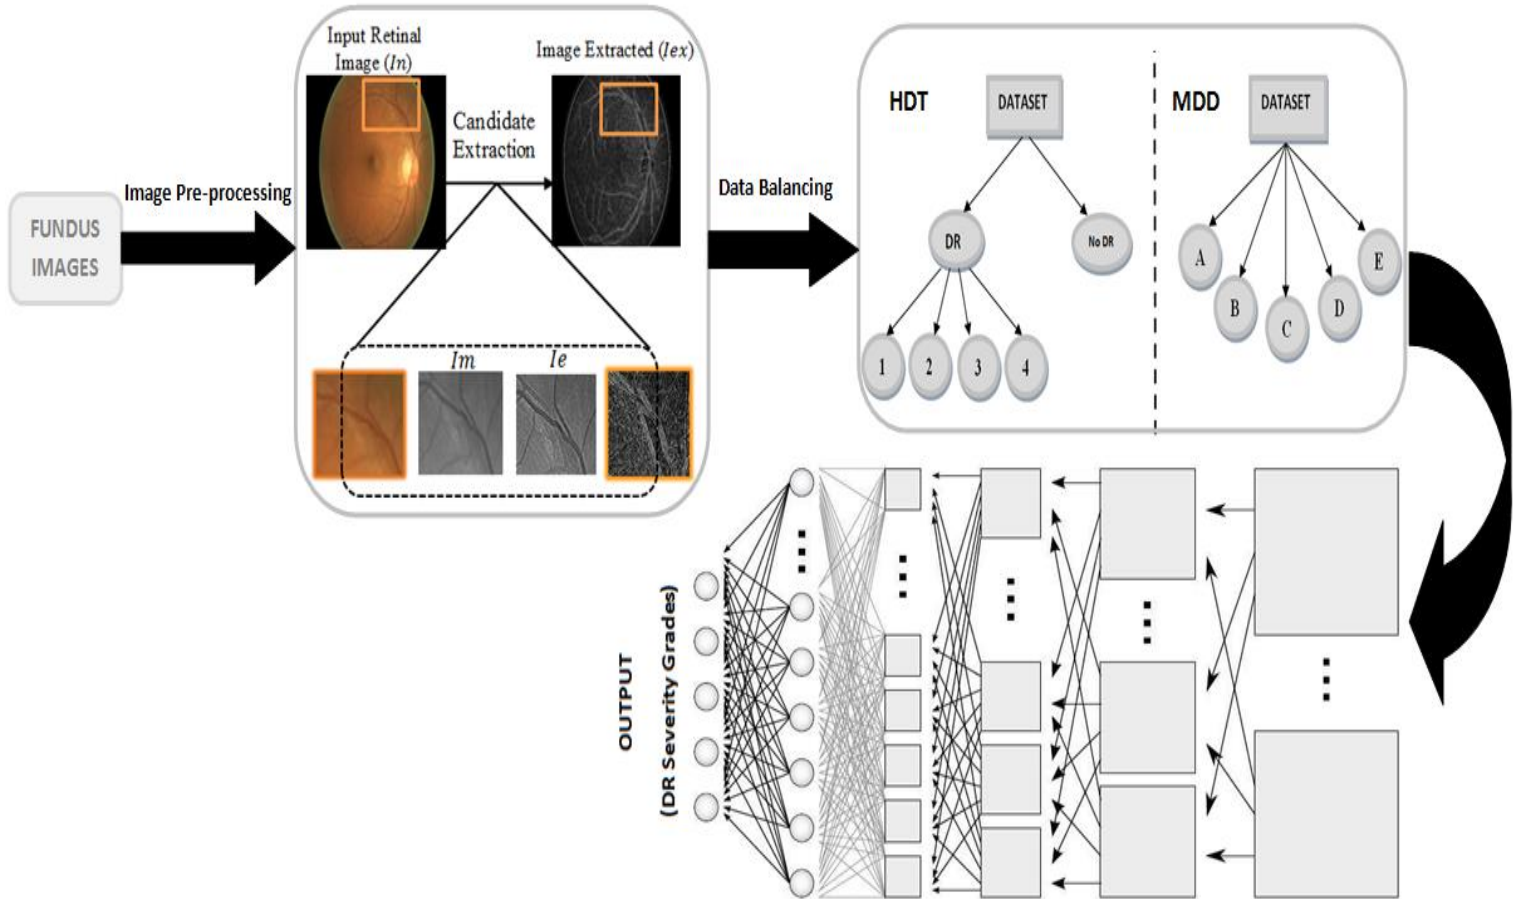 FUNDUS
IMAGES
Image Pre-processing
Input Retinal
Image (In)
Image Extracted (Iex)
Candidate
Extraction
Im
Ie
Data Balancing
HDT
DATASET
DR
No DR
1
2
3
4
MDD
DATASET
A
B
C
D
E
OUTPUT
(DR Severity Grades)